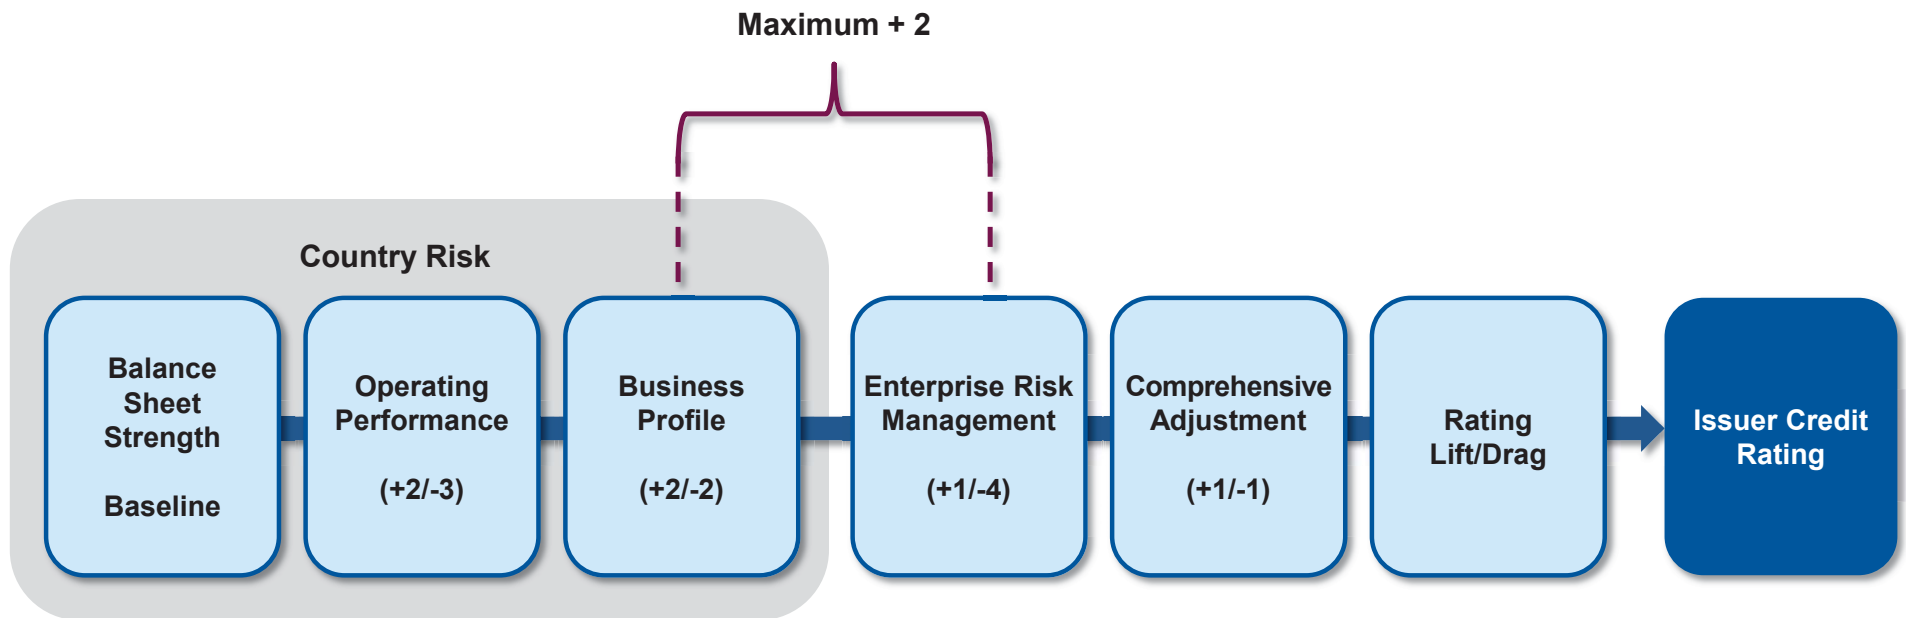 Maximum + 2
Country Risk
Balance
Sheet
Strength
Baseline
Operating
Performance
(+2/-3)
Business
Profile
(+2/-2)
Enterprise Risk
Management
(+1/-4)
Comprehensive
Adjustment
(+1/-1)
Rating
Lift/Drag
Issuer Credit
Rating